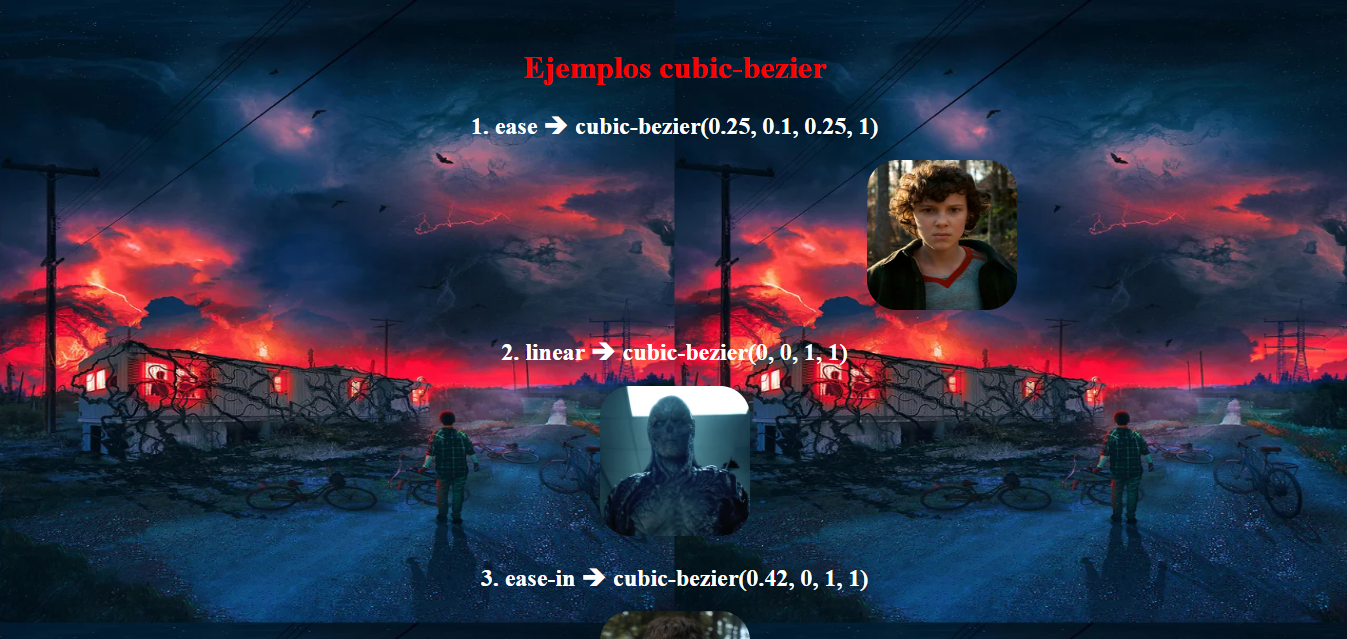 Ejemplos cubic-bezier
1. ease 🡪 cubic-bezier(0.25, 0.1, 0.25, 1)
2. linear 🡪 cubic-bezier(0, 0, 1, 1)
3. ease-in 🡪 cubic-bezier(0.42, 0, 1, 1)